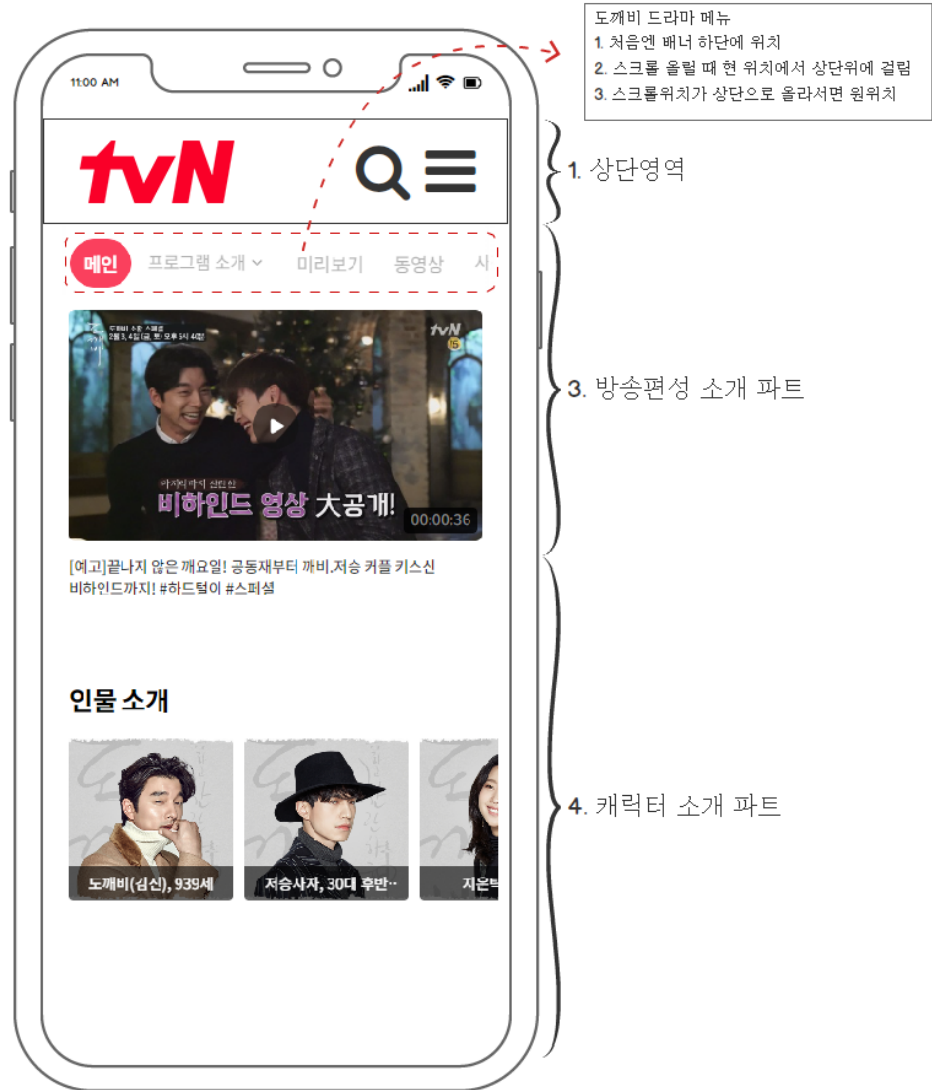 도깨비 드라마 메뉴
1. 처음엔 배너 하단에 위치
2. 스크롤 올릴 때 현 위치에서 상단위에 걸림
3. 스크롤위치가 상단으로 올라서면 원위치
11:00 AM
tvN
1. 상단영역
메인 프로그램 소개 미리보기 동영상 사
tvN
15
3. 방송편성 소개 파트
비하인드 영상 大공개!
00:00:36
[예고]끝나지 않은 깨요일! 공동재부터 깨비.저승 커플 키스신
비하인드까지! #하드털이 #스페셜
인물 소개
4. 캐릭터 소개 파트
도깨비(김신), 939세
저승사자, 30대 후반··
지은탁